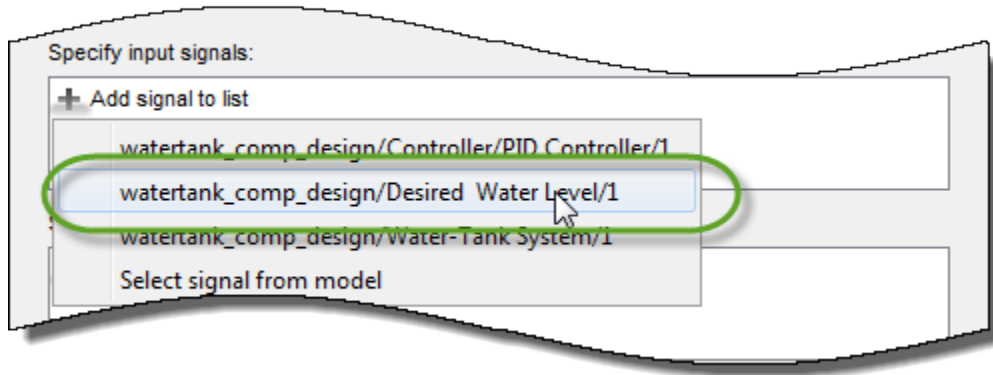 Specify input signals:
Add signal to list
watertank_comp_design/Controller/PID Controller/1
watertank_comp_design/Desired  Water Level/1
watertank_comp_design/Water-Tank System/1
Select signal from model